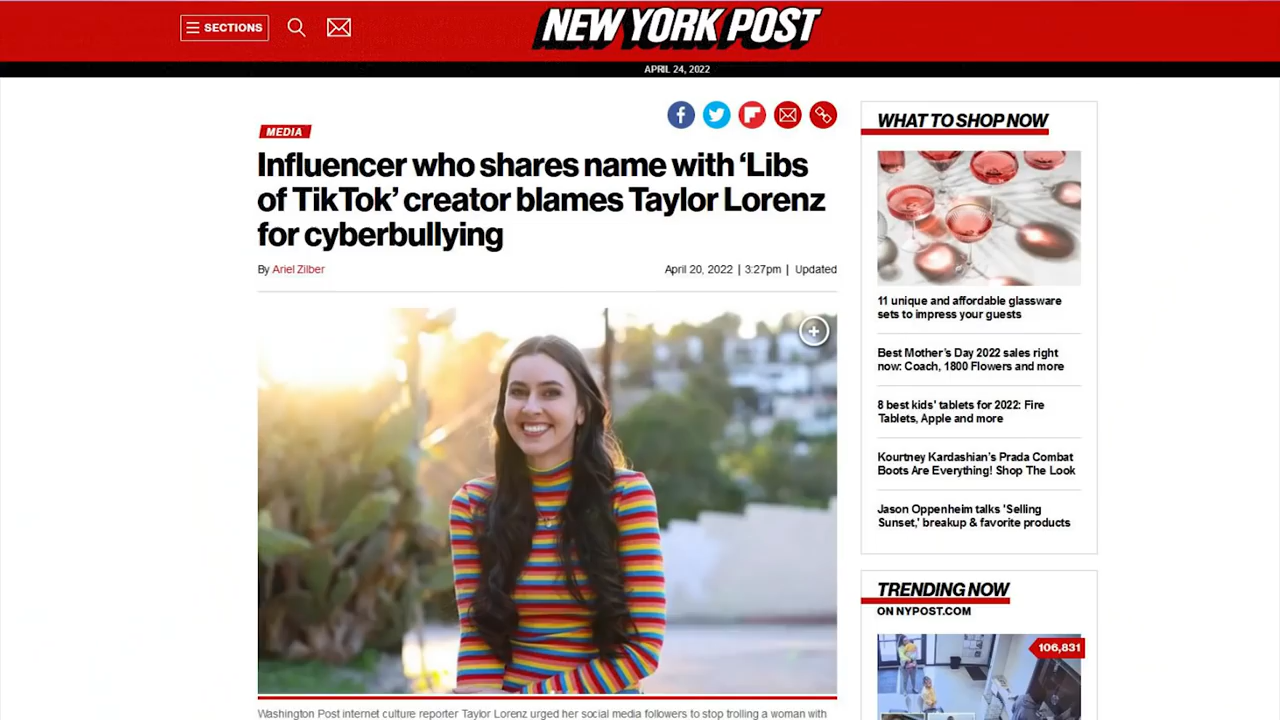 SECTIONS
NEW YORK POST
APRIL 24, 2022
MEDIA
Influencer who shares name with ‘Libs
of TikTok’ creator blames Taylor Lorenz
for cyberbullying
By Ariel Zilber
April 20, 2022 | 3:27pm | Updated
Washington Post internet culture reporter Taylor Lorenz urged her social media followers to stop trolling a woman with
WHAT TO SHOP NOW
11 unique and affordable glassware
sets to impress your guests
Best Mother's Day 2022 sales right
now: Coach, 1800 Flowers and more
8 best kids' tablets for 2022: Fire
Tablets, Apple and more
Kourtney Kardashian's Prada Combat
Boots Are Everything! Shop The Look
Jason Oppenheim talks 'Selling
Sunset,' breakup & favorite products
TRENDING NOW
ON NYPOST.COM
106,831